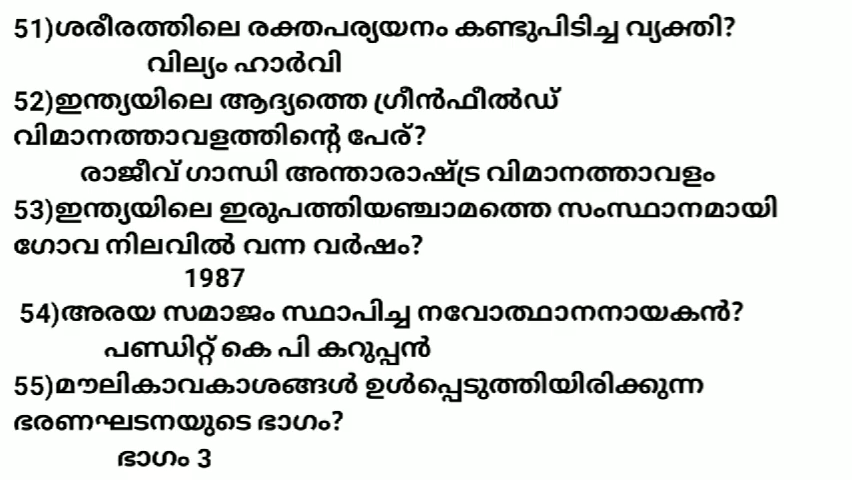 51)ശരീരത്തിലെ രക്തപര്യയനം കണ്ടുപിടിച്ച വ്യക്തി?
വില്യം ഹാർവി
52)ഇന്ത്യയിലെ ആദ്യത്തെ ഗ്രീൻഫീൽഡ്
വിമാനത്താവളത്തിന്റെ പേര്?
രാജീവ് ഗാന്ധി അന്താരാഷ്ട്ര വിമാനത്താവളം
53)ഇന്ത്യയിലെ ഇരുപത്തിയഞ്ചാമത്തെ സംസ്ഥാനമായി
ഗോവ നിലവിൽ വന്ന വർഷം?
1987
54)അരയ സമാജം സ്ഥാപിച്ച നവോത്ഥാനനായകൻ?
പണ്ഡിറ്റ് കെ പി കറുപ്പൻ
55)മൗലികാവകാശങ്ങൾ ഉൾപ്പെടുത്തിയിരിക്കുന്ന
ഭരണഘടനയുടെ ഭാഗം?
ഭാഗം 3